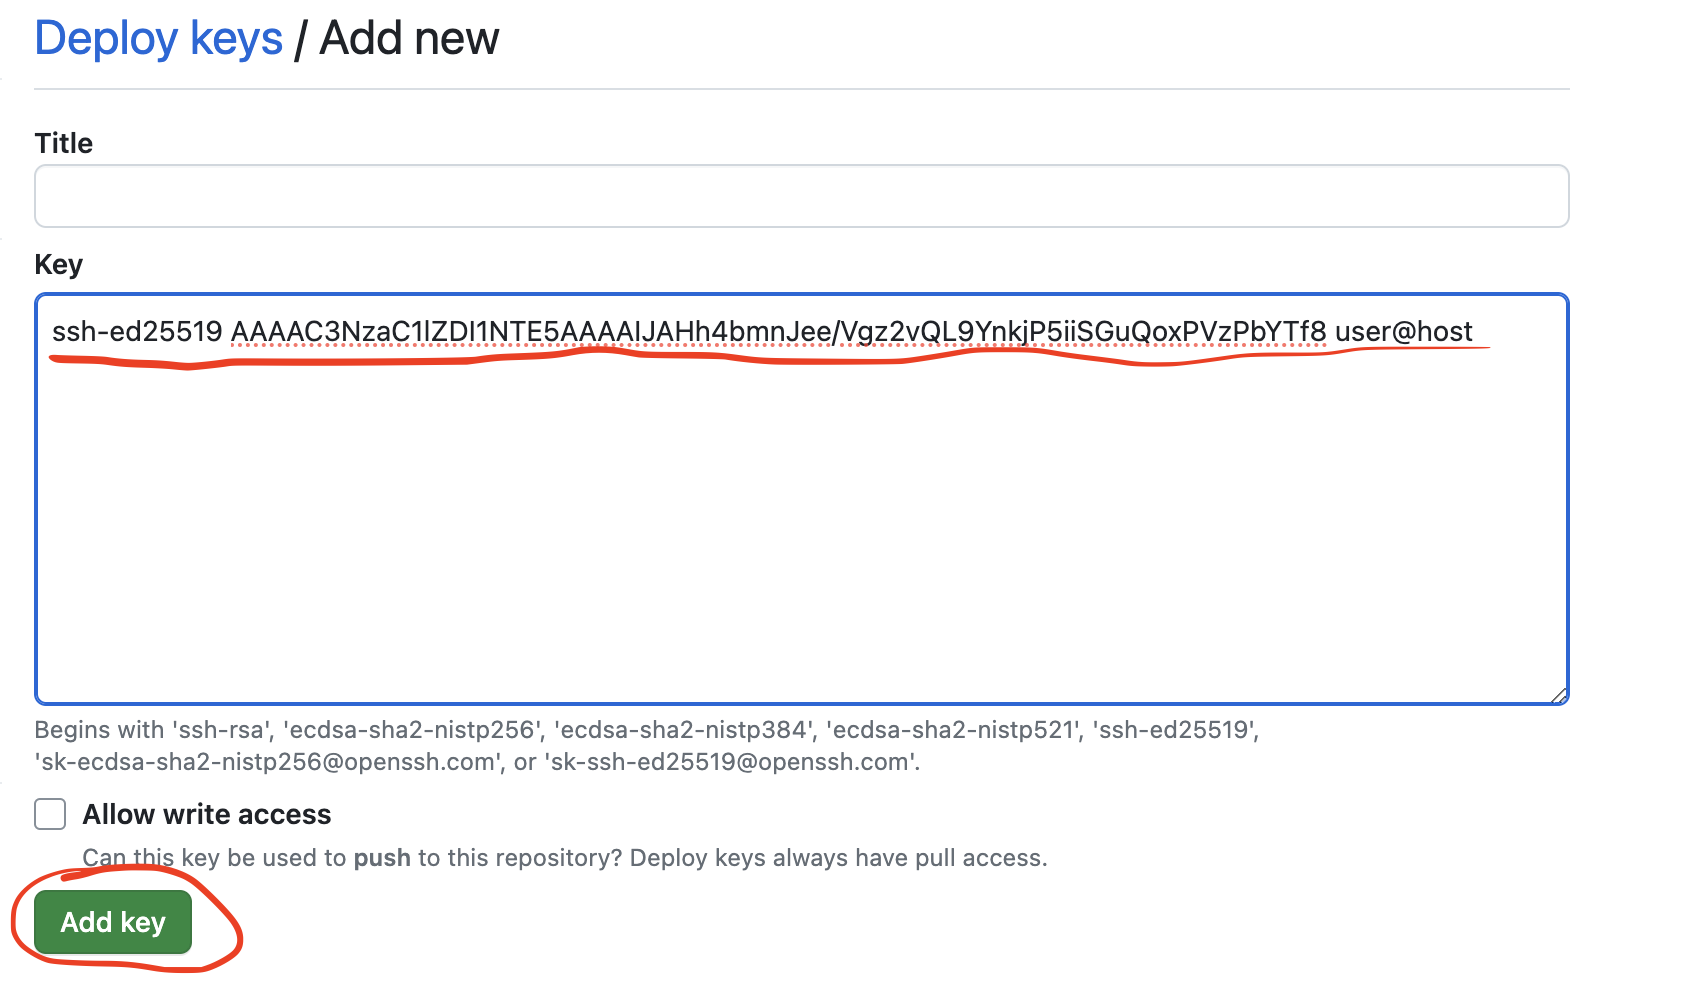 Deploy keys / Add new
Title
Key
ssh-ed25519 AAAAC3NzaC1lZDI1NTE5AAAAIJAHh4bmnJee/Vgz2vQL9YnkjP5iiSGuQoxPVzPbYTf8 user@host
Begins with 'ssh-rsa', 'ecdsa-sha2-nistp256', 'ecdsa-sha2-nistp384', 'ecdsa-sha2-nistp521', 'ssh-ed25519',
'sk-ecdsa-sha2-nistp256@openssh.com', or 'sk-ssh-ed25519@openssh.com'.
Allow write access
Can this key be used to push to this repository? Deploy keys always have pull access.
Add key